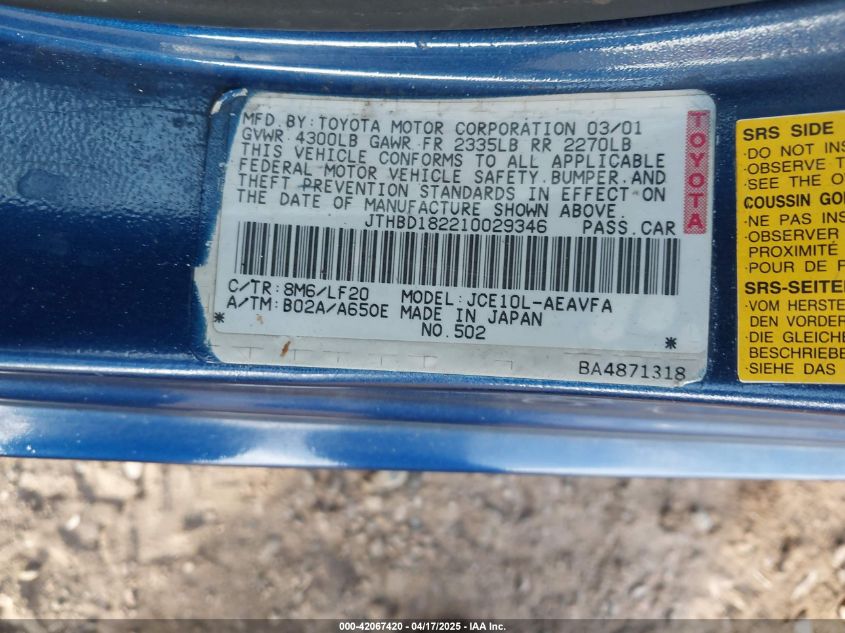 MFD. BY: TOYOTA MOTOR CORPORATION 03/01
GVWR 4300LB GAWR FR 2335LB RR 2270LB
THIS VEHICLE CONFORMS TO ALL APPLICABLE
FEDERAL MOTOR VEHICLE SAFETY. BUMPER. AND
THEFT PREVENTION STANDARDS IN EFFECT ON
THE DATE OF MANUFACTURE SHOWN ABOVE.
JTHBD182210029346 PASS. CAR
C/TR: 8M6/LF20 MODEL: JCE10L-AEAVFA
A/TM: B02A/A650E MADE IN JAPAN
* NO. 502 *
BA4871318
TOYOTA
SRS SIDE
·DO NOT INS
·OBSERVE T
·SEE THE O
COUSSIN GO
·NE PAS INS
·OBSERVER
PROXIMITÉ
·POUR DE
SRS-SEITE
·VOM HERSTE
DEN VORDER
·DIE GLEICHE
BESCHRIEBE
·SIEHE DAS
000-42067420 - 04/17/2025 - IAA Inc.